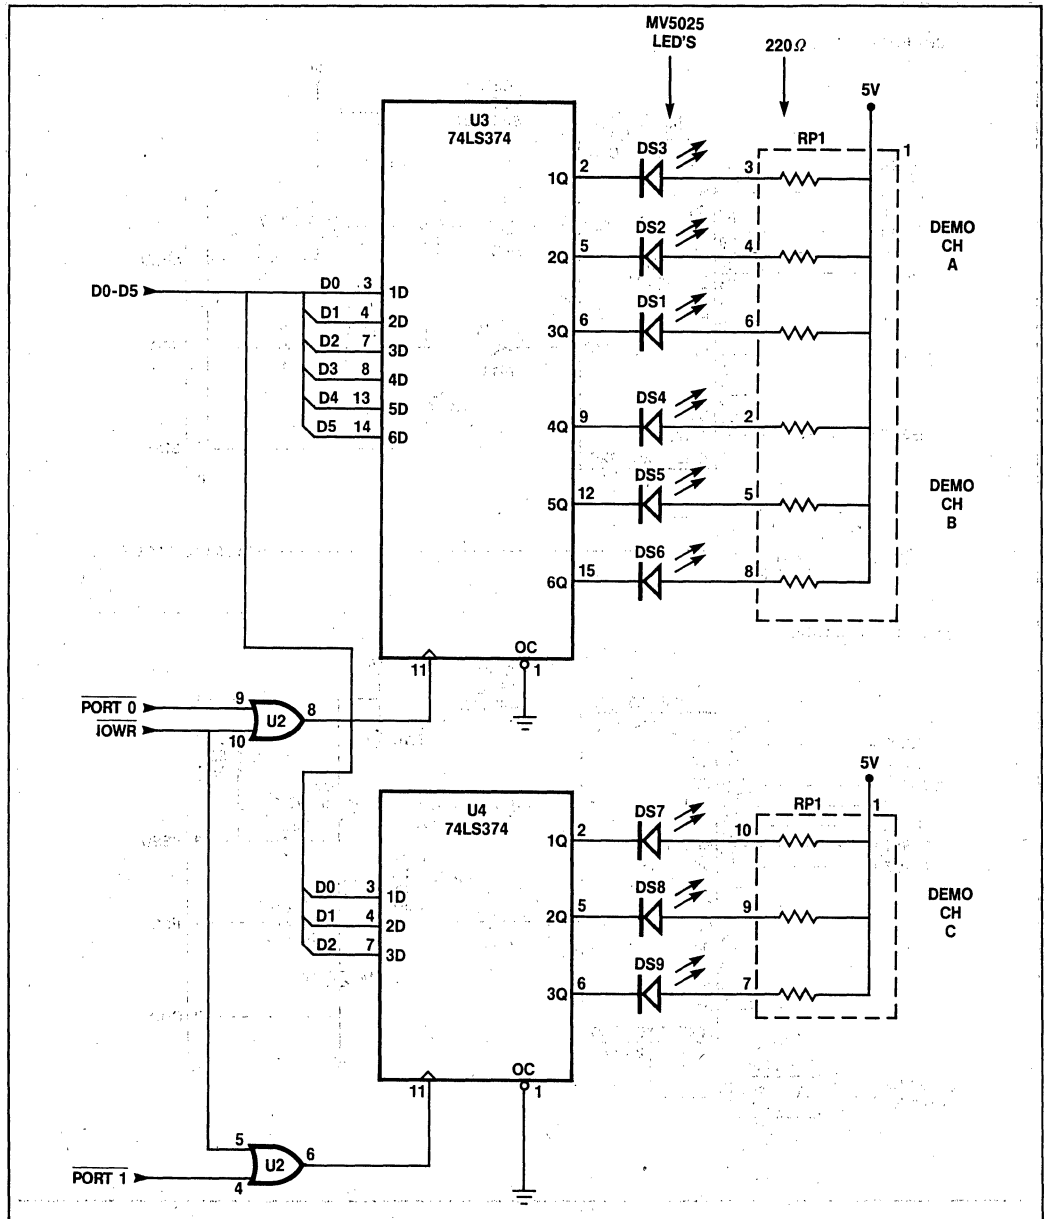 MV5025
LED'S
220Ω
5V
U3
74LS374
RP1
1
DS3
1Q 2 3
DS2
2Q 5 4
DS1
3Q 6 6
DEMO
CH
A
D0-D5
D0 3 1D
D1 4 2D
D2 7 3D
D3 8 4D
D4 13 5D
D5 14 6D
DS4
4Q 9 2
DS5
5Q 12 5
DS6
6Q 15 8
DEMO
CH
B
OC
11 1
PORT 0 9
U2 8
IOWR 10
5V
U4
74LS374
RP1 1
DS7
1Q 2 10
DS8
2Q 5 9
DS9
3Q 6 7
DEMO
CH
C
D0 3 1D
D1 4 2D
D2 7 3D
OC
11 1
5
U2 6
PORT 1 4